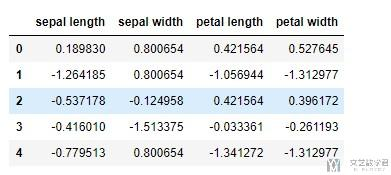 sepal length sepal width petal length petal width
0 0.189830 0.800654 0.421564 0.527645
1 -1.264185 0.800654 -1.056944 -1.312977
2 -0.537178 -0.124958 0.421564 0.396172
3 -0.416010 -1.513375 -0.033361 -0.261193
4 -0.779513 0.800654 -1.341272 -1.312977
文艺数学君